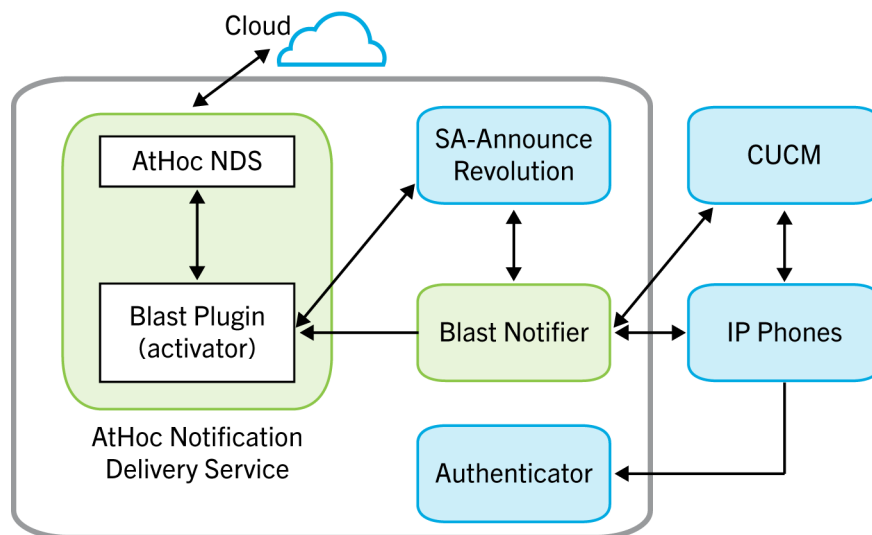 Cloud
AtHoc NDS
Blast Plugin
(activator)
AtHoc Notification
Delivery Service
SA-Announce
Revolution
Blast Notifier
Authenticator
CUCM
IP Phones